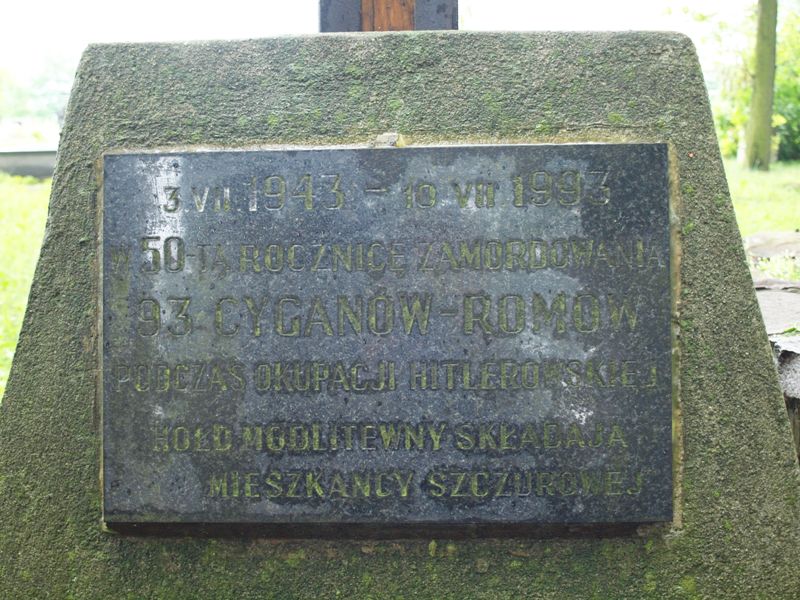 3 VII 1943 - 10 VII 1993
W 50-TĄ ROCZNICĘ ZAMORDOWANIA
93 CYGANÓW-ROMÓW
PODCZAS OKUPACJI HITLEROWSKIEJ
HOŁD MODLITEWNY SKŁADAJĄ
MIESZKAŃCY SZCZUROWEJ